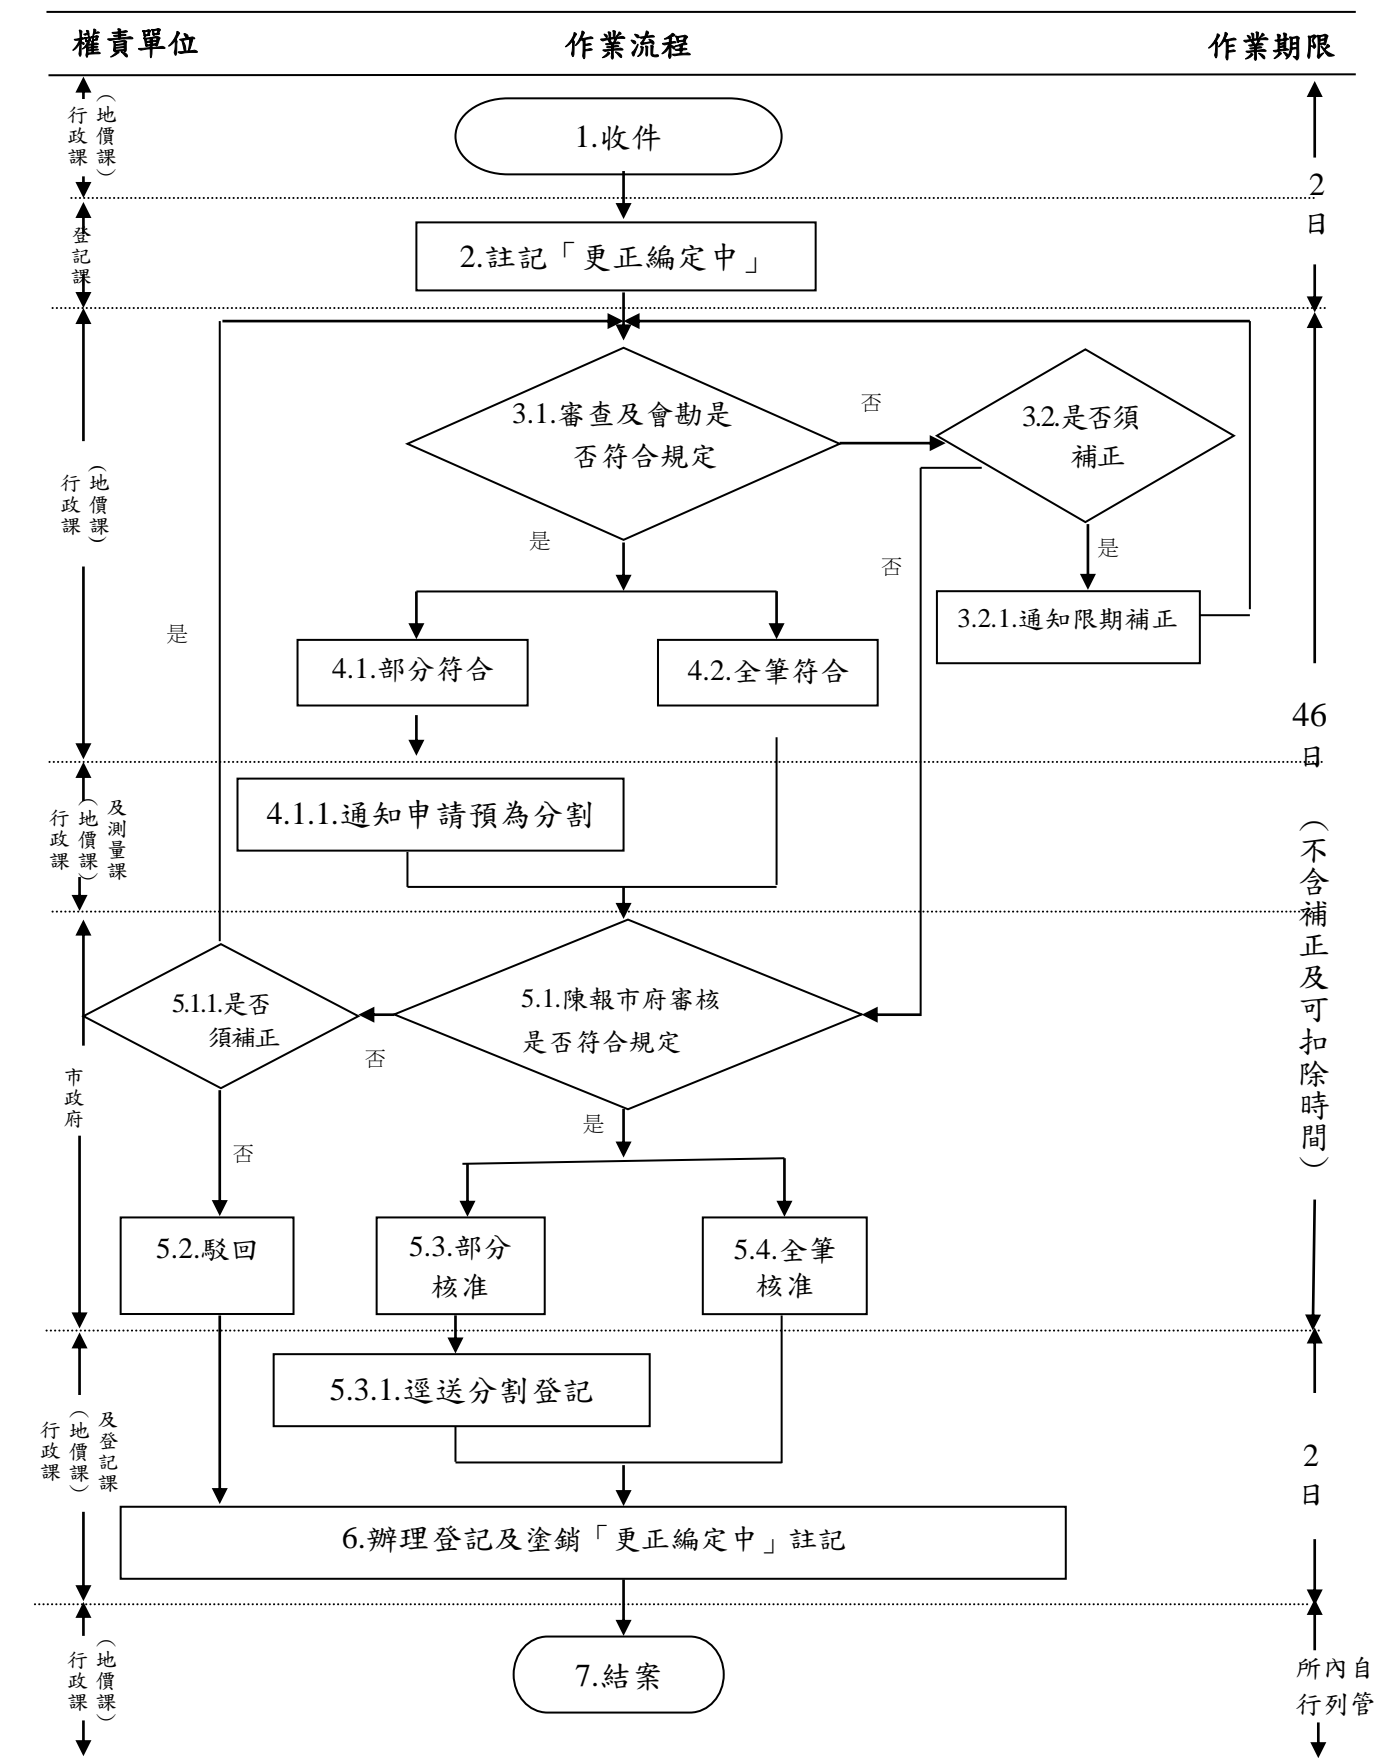 權責單位
作業流程
作業期限
行政課
(地價課)
1.收件
2
日
登記課
2.註記「更正編定中」
行政課
(地價課)
3.1.審查及會勘是
否符合規定
否
3.2.是否須
補正
是
否
是
3.2.1.通知限期補正
是
4.1.部分符合
4.2.全筆符合
46
日
(不含補正及可扣除時間)
行政課
(地價課)
及測量課
4.1.1.通知申請預為分割
市政府
5.1.1.是否
須補正
否
5.1.陳報市府審核
是否符合規定
是
否
5.2.駁回
5.3.部分
核准
5.4.全筆
核准
行政課
(地價課)
及登記課
5.3.1.逕送分割登記
2
日
6.辦理登記及塗銷「更正編定中」註記
行政課
(地價課)
7.結案
所內自
行列管